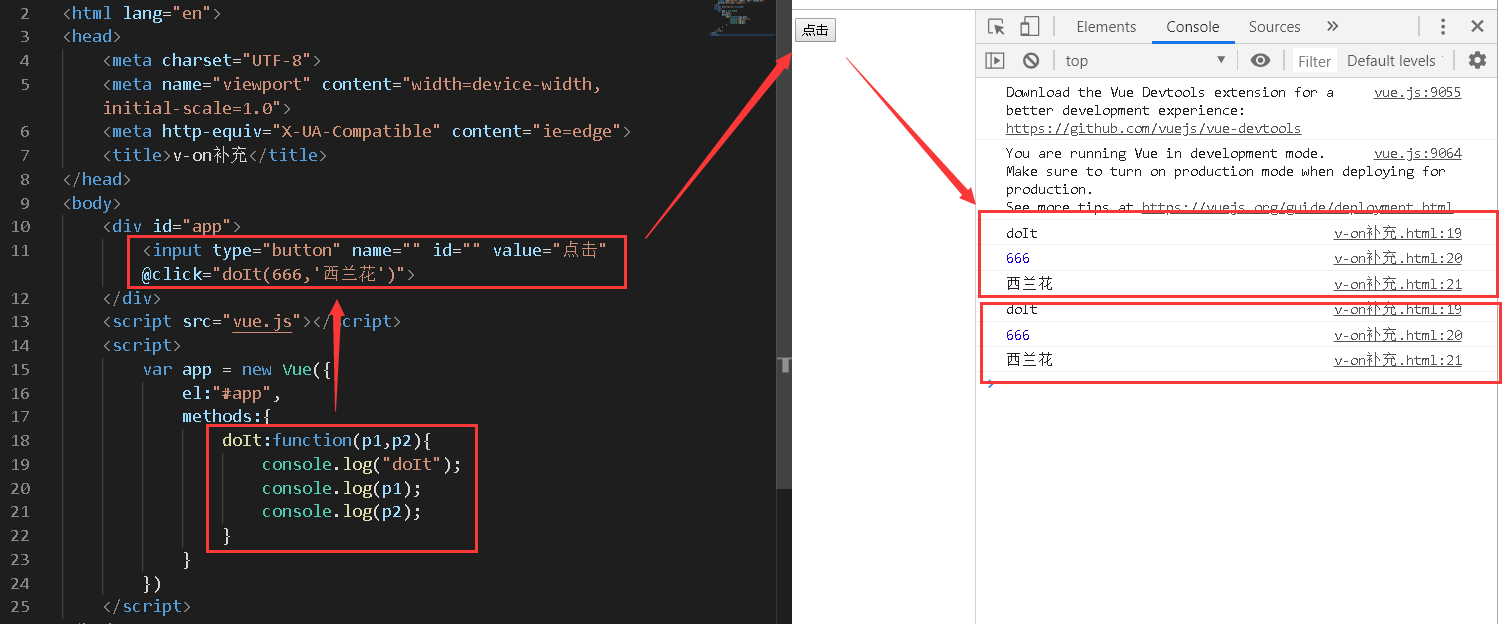 2 <html lang="en">
3 <head>
4 <meta charset="UTF-8">
5 <meta name="viewport" content="width=device-width,
initial-scale=1.0">
6 <meta http-equiv="X-UA-Compatible" content="ie=edge">
7 <title>v-on补充</title>
8 </head>
9 <body>
10 <div id="app">
11 <input type="button" name="" id="" value="点击"
@click="doIt(666,'西兰花')">
12 </div>
13 <script src="vue.js"></script>
14 <script>
15 var app = new Vue({
16 el:"#app",
17 methods:{
18 doIt:function(p1,p2){
19 console.log("doIt");
20 console.log(p1);
21 console.log(p2);
22 }
23 }
24 })
25 </script>
点击
Elements Console Sources »
top Filter Default levels
Download the Vue Devtools extension for a vue.js:9055
better development experience:
https://github.com/vuejs/vue-devtools
You are running Vue in development mode. vue.js:9064
Make sure to turn on production mode when deploying for
production.
See more tips at https://vuejs.org/guide/deployment.html
doIt v-on补充.html:19
666 v-on补充.html:20
西兰花 v-on补充.html:21
doIt v-on补充.html:19
666 v-on补充.html:20
西兰花 v-on补充.html:21